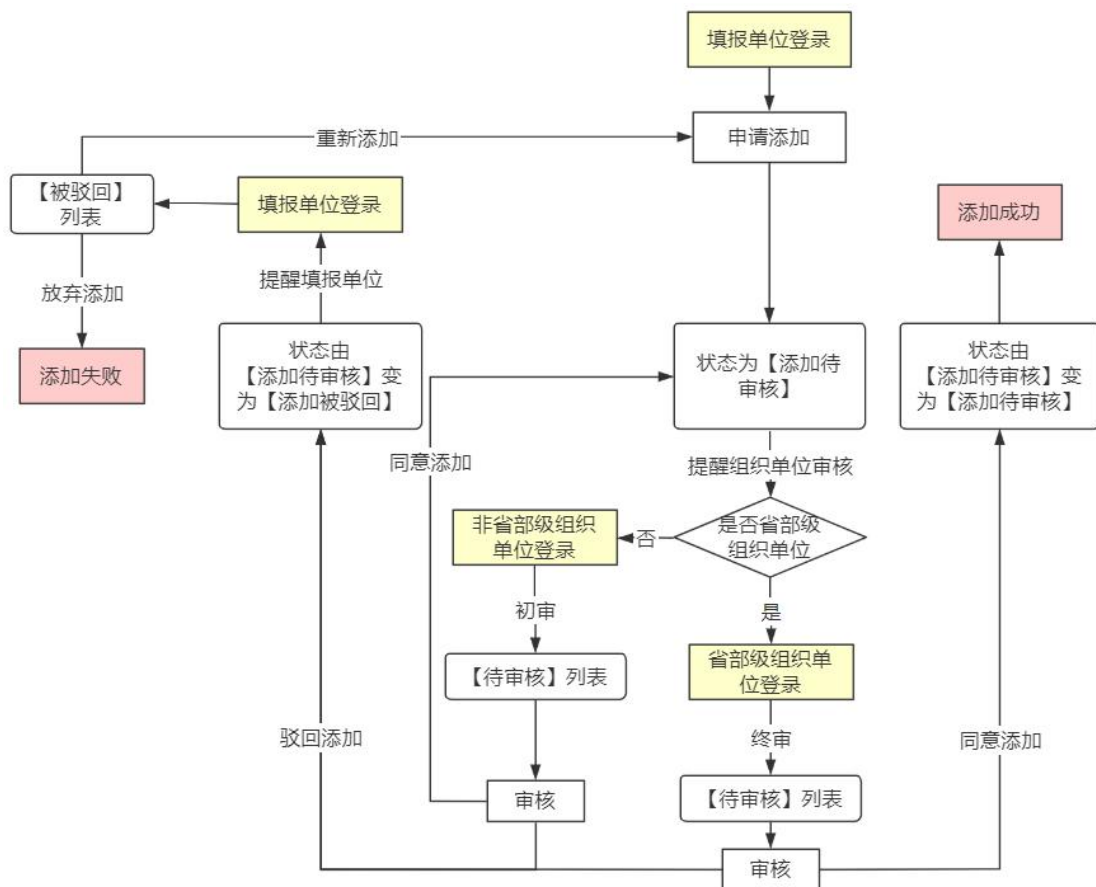 填报单位登录
重新添加
申请添加
【被驳回】
列表
填报单位登录
添加成功
放弃添加
提醒填报单位
添加失败
状态由
【添加待审核】变
为【添加被驳回】
状态为【添加待
审核】
状态由
【添加待审核】变
为【添加待审核】
同意添加
提醒组织单位审核
非省部级组织
单位登录
否
是否省部级
组织单位
初审
是
【待审核】列表
省部级组织单
位登录
驳回添加
终审
同意添加
审核
【待审核】列表
审核